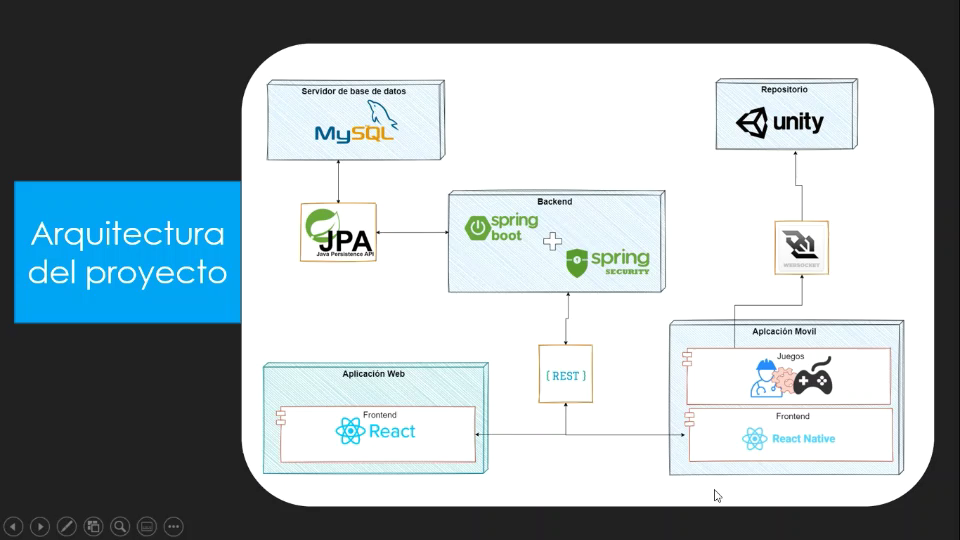 Arquitectura
del proyecto
Servidor de base de datos
MySQL
Repositorio
unity
JPA
Java Persistence API
Backend
spring
boot
spring
SECURITY
WEBSOCKET
{ REST }
Aplicación Web
Frontend
React
Aplcación Movil
Juegos
Frontend
React Native